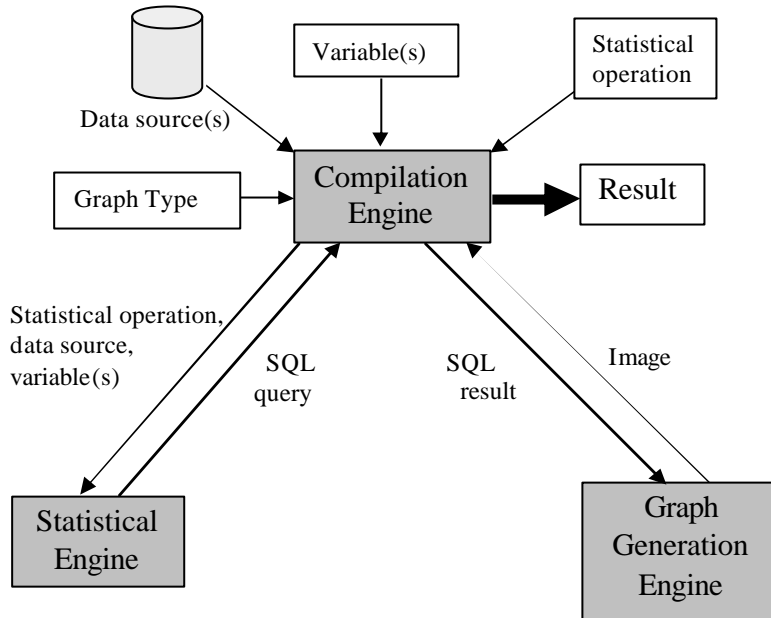 Variable(s)
Statistical
operation
Data source(s)
Compilation
Engine
Graph Type
Result
Statistical operation,
data source,
variable(s)
SQL
query
SQL
result
Image
Statistical
Engine
Graph
Generation
Engine